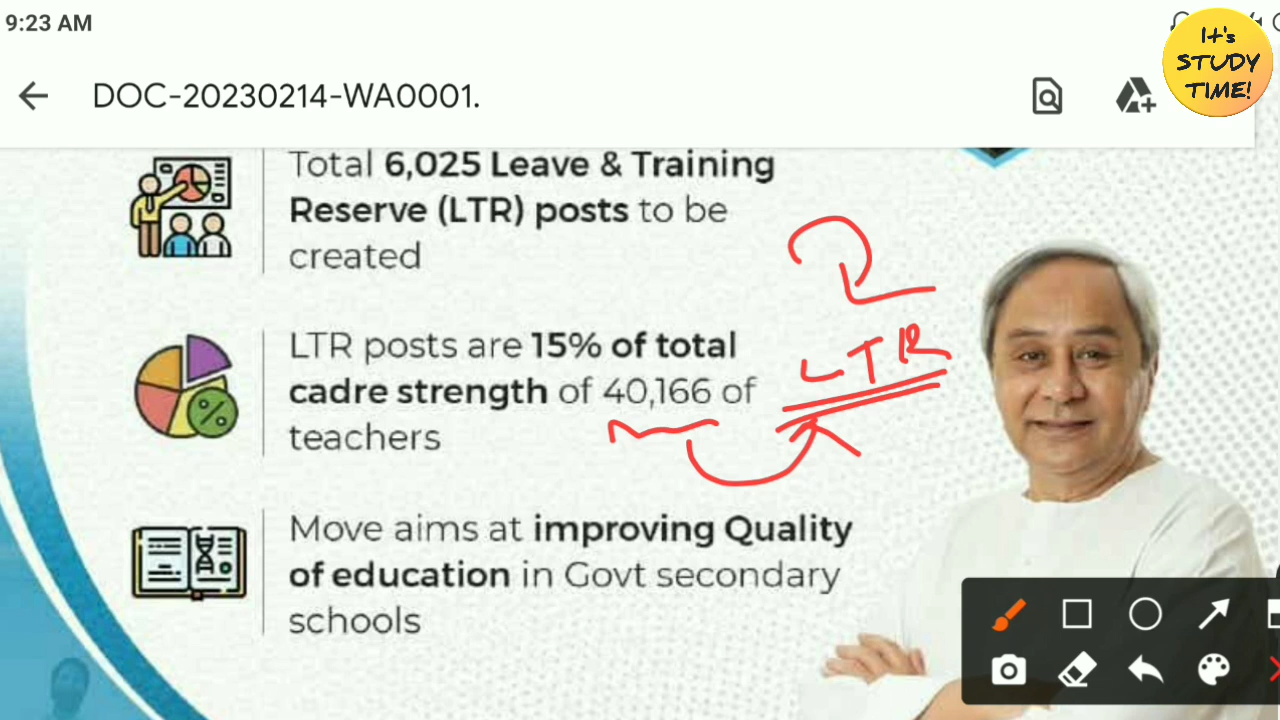 9:23 AM
It's
STUDY
TIME!
DOC-20230214-WA0001.
Total 6,025 Leave & Training
Reserve (LTR) posts to be
created
LTR posts are 15% of total
cadre strength of 40,166 of
teachers
LTR
Move aims at improving Quality
of education in Govt secondary
schools